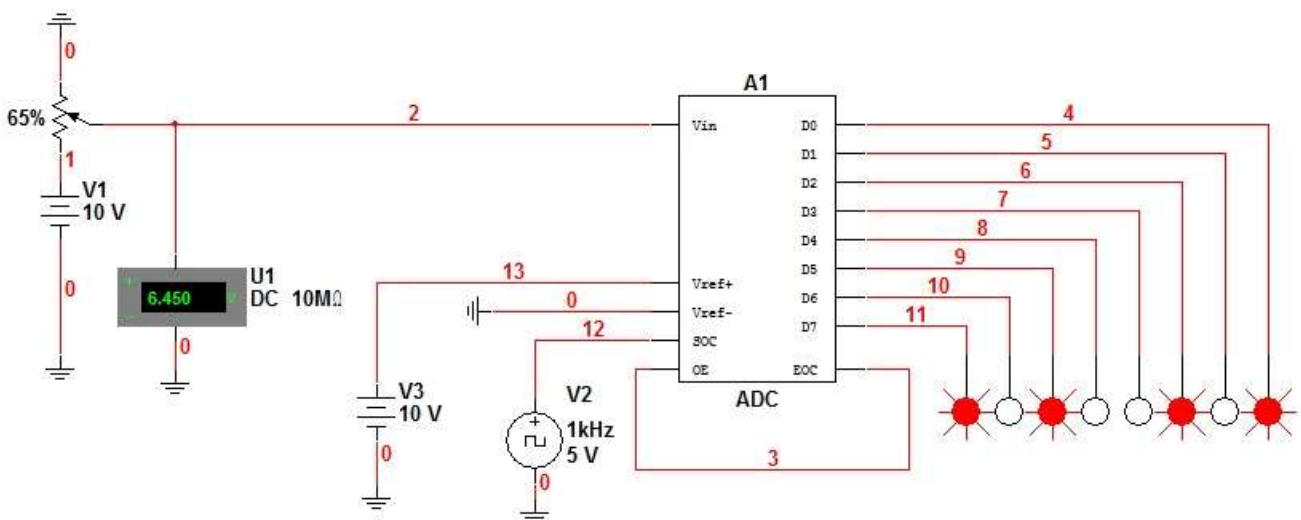 0
65%
1
V1
10 V
0
2
6.450 V
U1
DC 10MΩ
0
13
0
12
V3
10 V
0
V2
1kHz
5 V
0
A1
Vin
Vref+
Vref-
SOC
OE
D0
D1
D2
D3
D4
D5
D6
D7
EOC
ADC
3
4
5
6
7
8
9
10
11